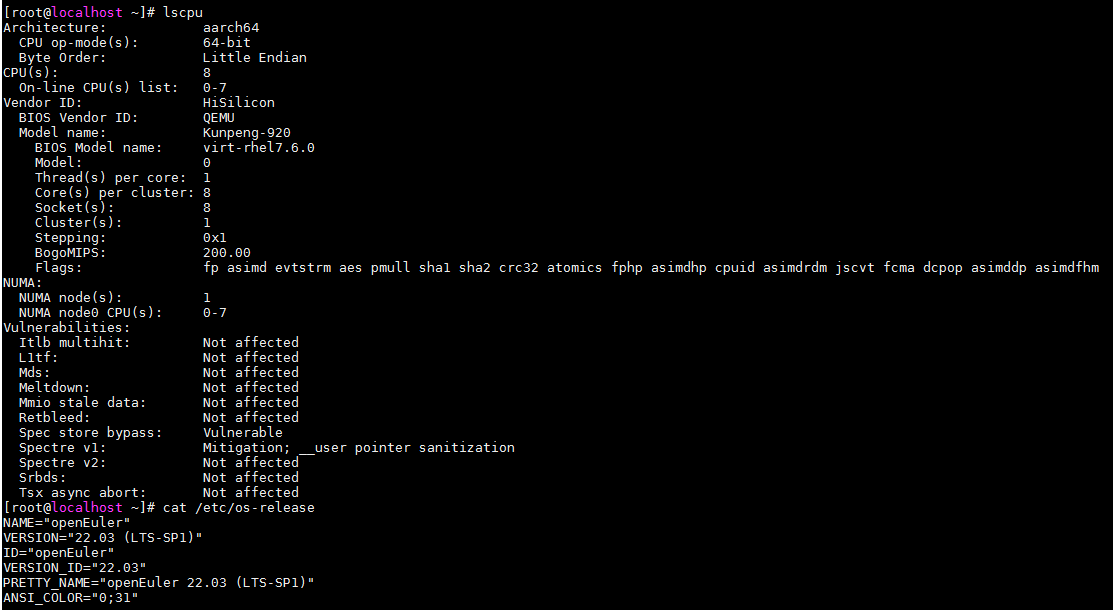 [root@localhost ~]# lscpu
Architecture:            aarch64
  CPU op-mode(s):        64-bit
  Byte Order:            Little Endian
CPU(s):                  8
  On-line CPU(s) list:   0-7
Vendor ID:               HiSilicon
  BIOS Vendor ID:        QEMU
  Model name:            Kunpeng-920
    BIOS Model name:     virt-rhel7.6.0
    Model:               0
    Thread(s) per core:  1
    Core(s) per cluster: 8
    Socket(s):           8
    Cluster(s):          1
    Stepping:            0x1
    BogoMIPS:            200.00
    Flags:               fp asimd evtstrm aes pmull sha1 sha2 crc32 atomics fphp asimdhp cpuid asimdrdm jscvt fcma dcpop asimddp asimdfhm
NUMA:
  NUMA node(s):          1
  NUMA node0 CPU(s):     0-7
Vulnerabilities:
  Itlb multihit:         Not affected
  L1tf:                  Not affected
  Mds:                   Not affected
  Meltdown:              Not affected
  Mmio stale data:       Not affected
  Retbleed:              Not affected
  Spec store bypass:     Vulnerable
  Spectre v1:            Mitigation; __user pointer sanitization
  Spectre v2:            Not affected
  Srbds:                 Not affected
  Tsx async abort:       Not affected
[root@localhost ~]# cat /etc/os-release
NAME="openEuler"
VERSION="22.03 (LTS-SP1)"
ID="openEuler"
VERSION_ID="22.03"
PRETTY_NAME="openEuler 22.03 (LTS-SP1)"
ANSI_COLOR="0;31"